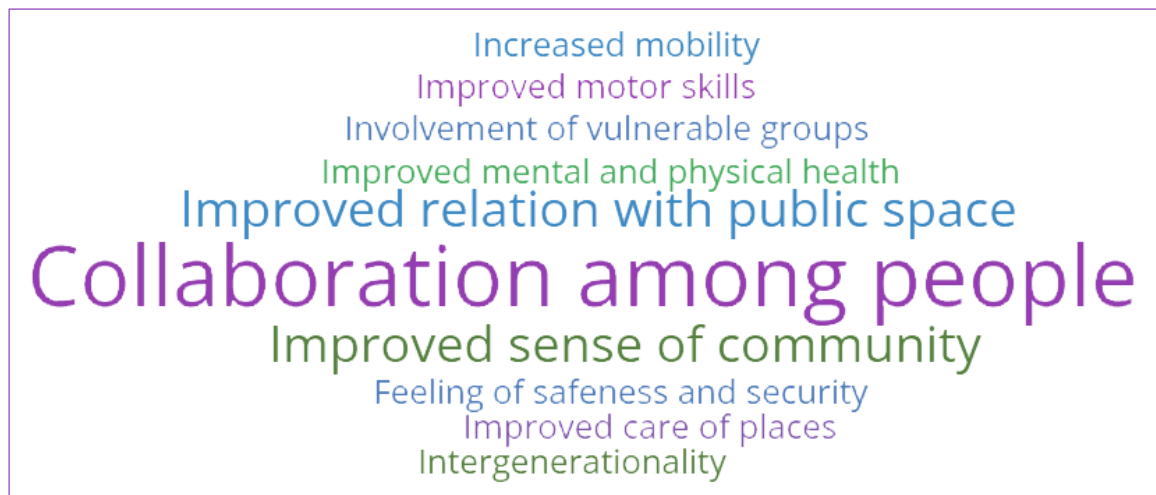 Increased mobility
Improved motor skills
Involvement of vulnerable groups
Improved mental and physical health
Improved relation with public space
Collaboration among people
Improved sense of community
Feeling of safeness and security
Improved care of places
Intergenerationality